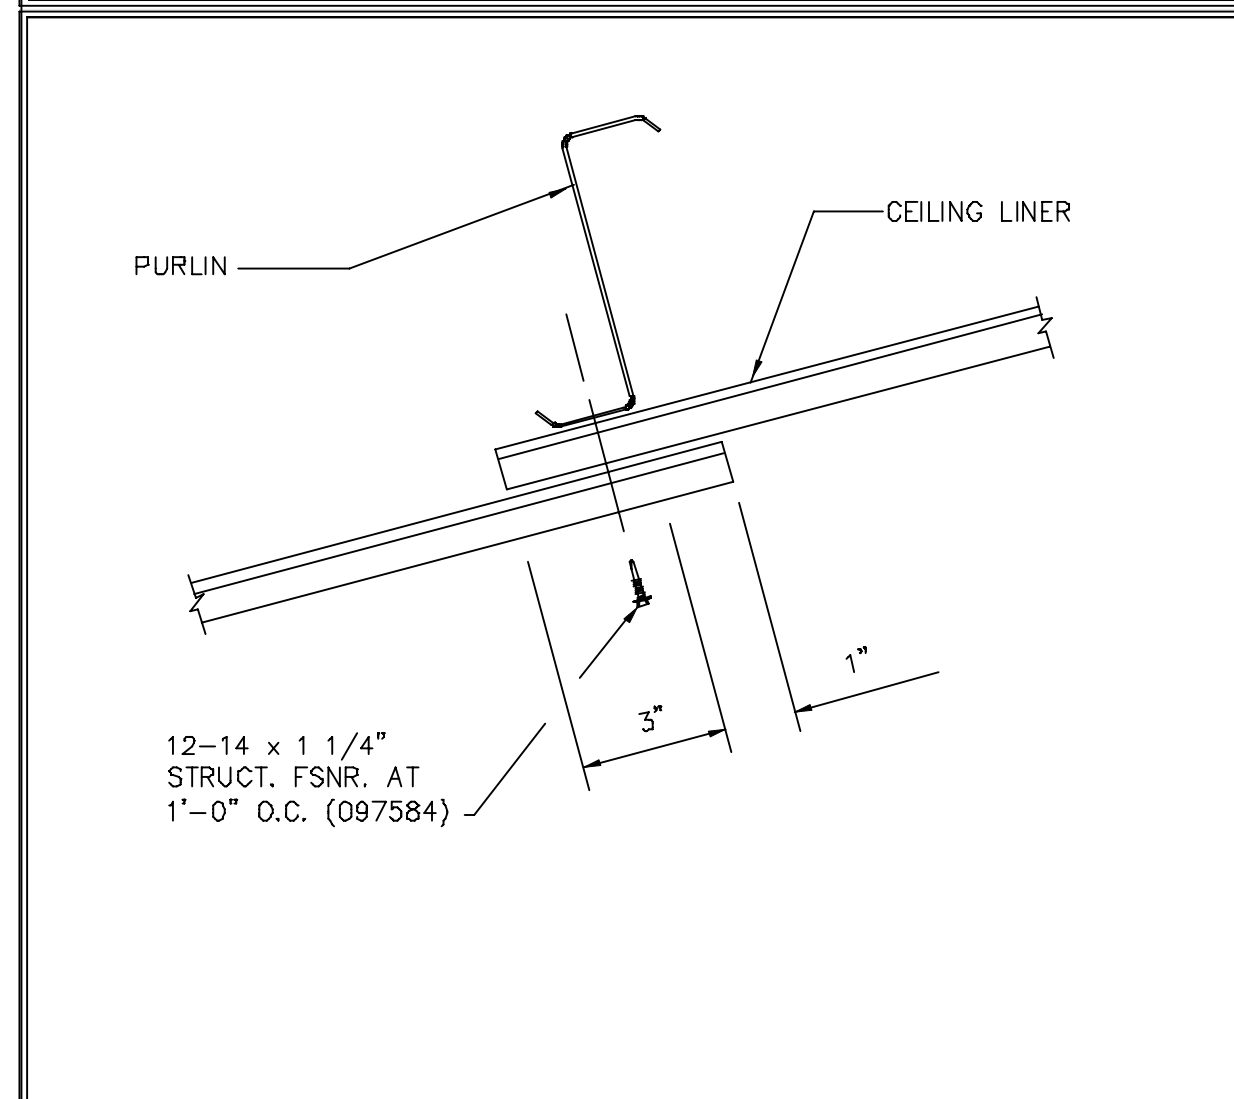 CEILING LINER
PURLIN
1"
3"
12-14 x 1 1/4"
STRUCT. FSNR. AT
1'-0" O.C. (097584)